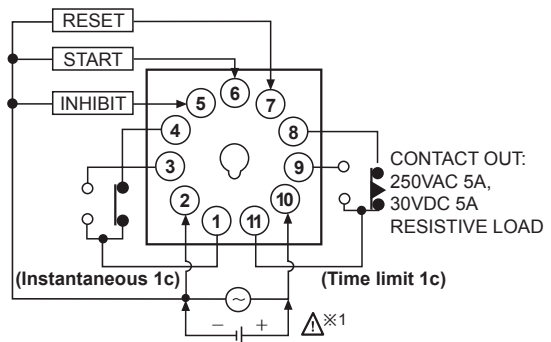 RESET
START
INHIBIT
6
5
7
4
8
3
9
2
10
1
11
CONTACT OUT:
250VAC 5A,
30VDC 5A
RESISTIVE LOAD
(Instantaneous 1c)
(Time limit 1c)
~
− +
⚠※1